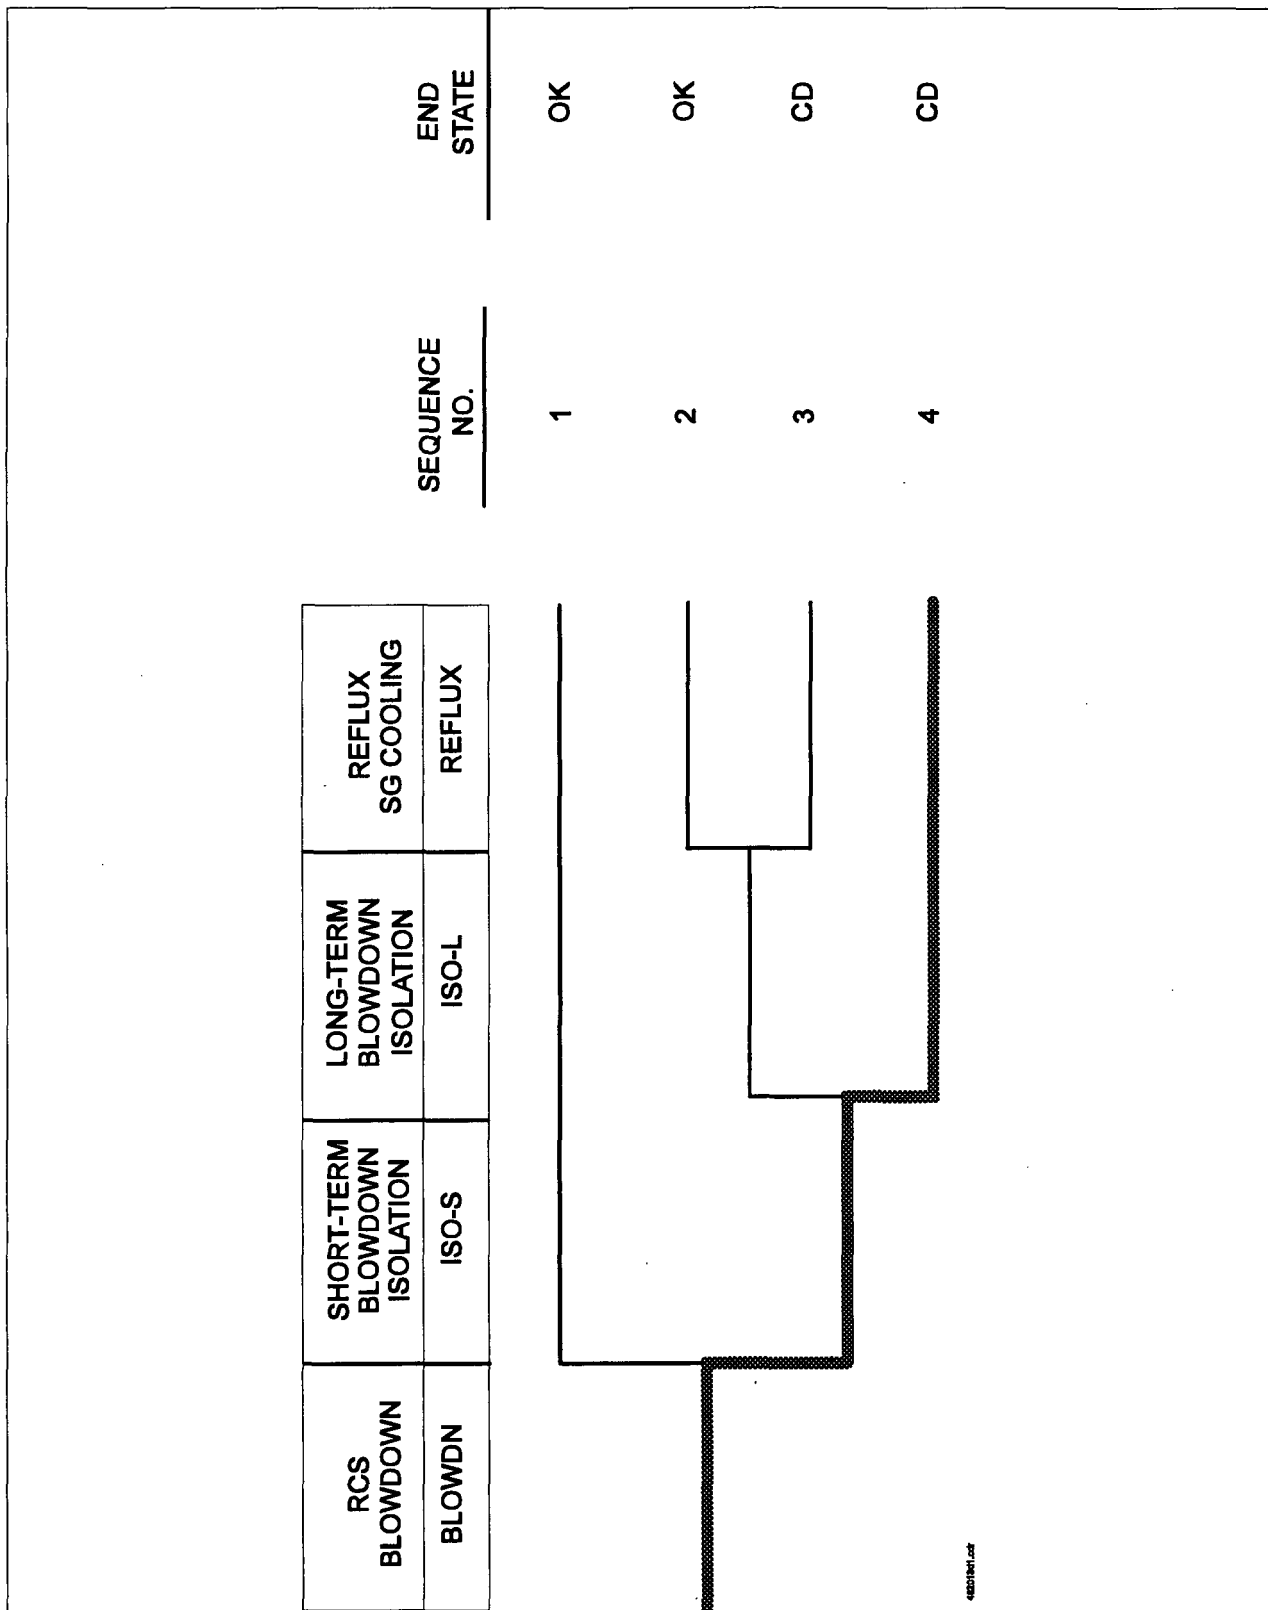 RCS
BLOWDOWN
SHORT-TERM
BLOWDOWN
ISOLATION
LONG-TERM
BLOWDOWN
ISOLATION
REFLUX
SG COOLING
SEQUENCE
NO.
END
STATE
BLOWDN
ISO-S
ISO-L
REFLUX
1
OK
2
OK
3
CD
4
CD